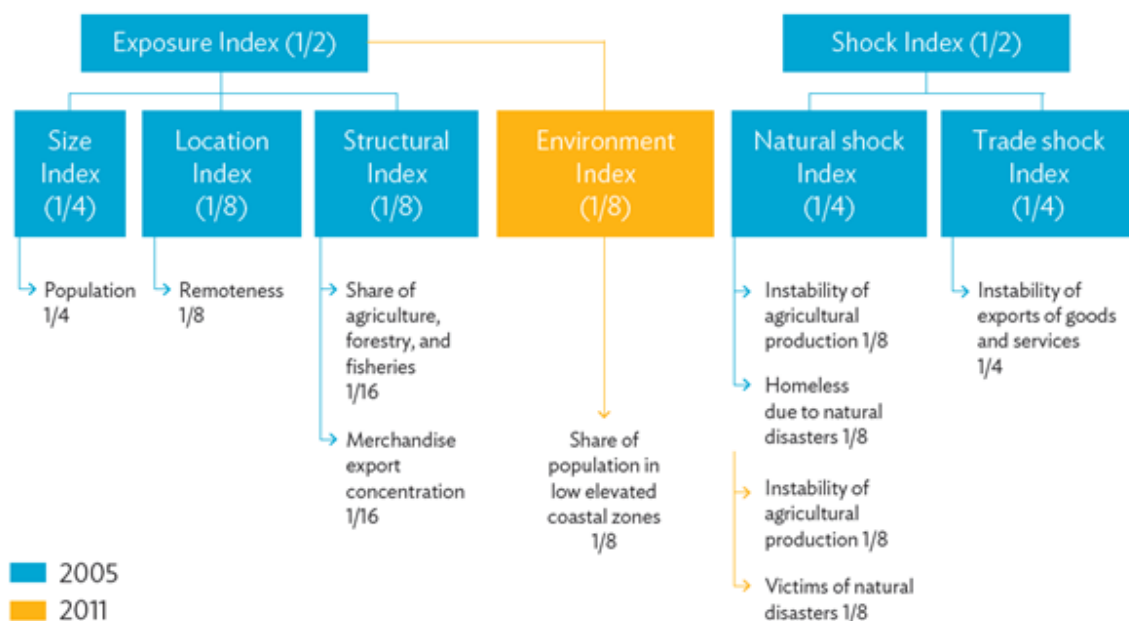 Exposure Index (1/2)
Shock Index (1/2)
Size
Index
(1/4)
Location
Index
(1/8)
Structural
Index
(1/8)
Environment
Index
(1/8)
Natural shock
Index
(1/4)
Trade shock
Index
(1/4)
Population
1/4
Remoteness
1/8
Share of
agriculture,
forestry, and
fisheries
1/16
Merchandise
export
concentration
1/16
Share of
population in
low elevated
coastal zones
1/8
Instability of
agricultural
production 1/8
Homeless
due to natural
disasters 1/8
Instability of
agricultural
production 1/8
Victims of natural
disasters 1/8
Instability of
exports of goods
and services
1/4
2005
2011